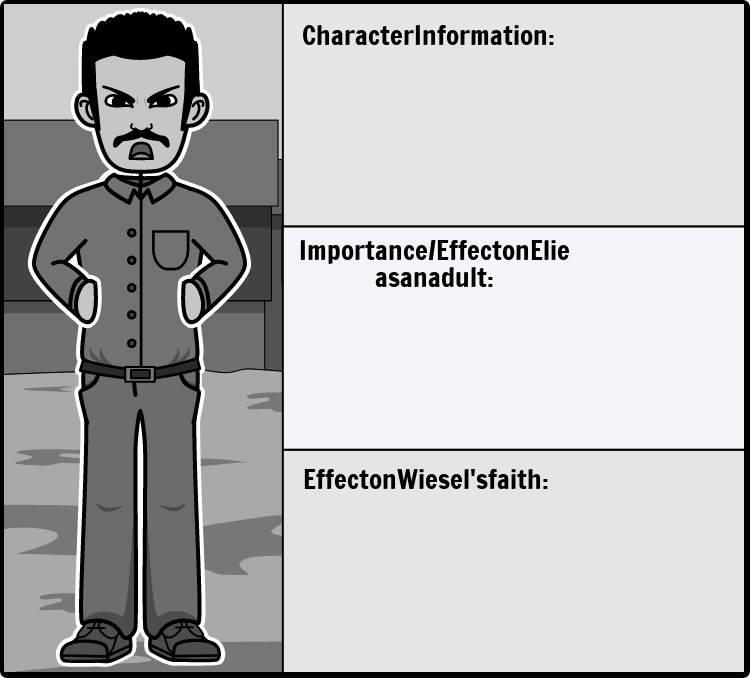 CharacterInformation:
Importance/EffectonElie
asanadult:
EffectonWiesel'sfaith: